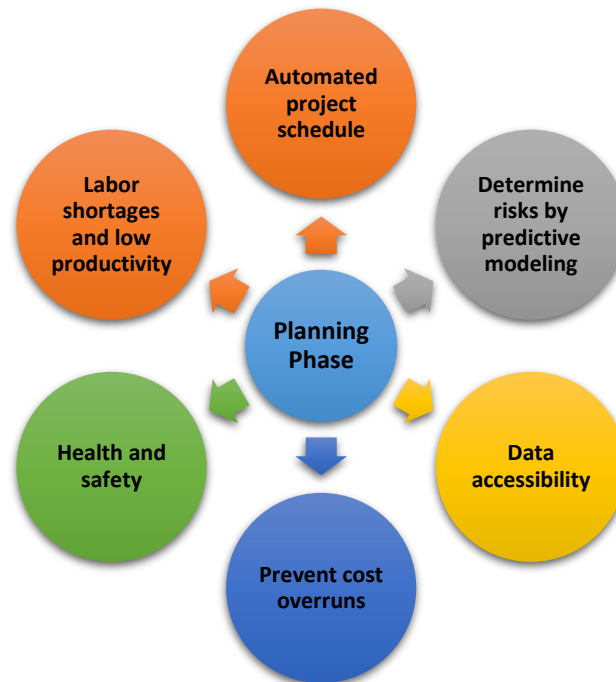 Automated
project
schedule
Labor
shortages
and low
productivity
Determine
risks by
predictive
modeling
Planning
Phase
Health and
safety
Data
accessibility
Prevent cost
overruns